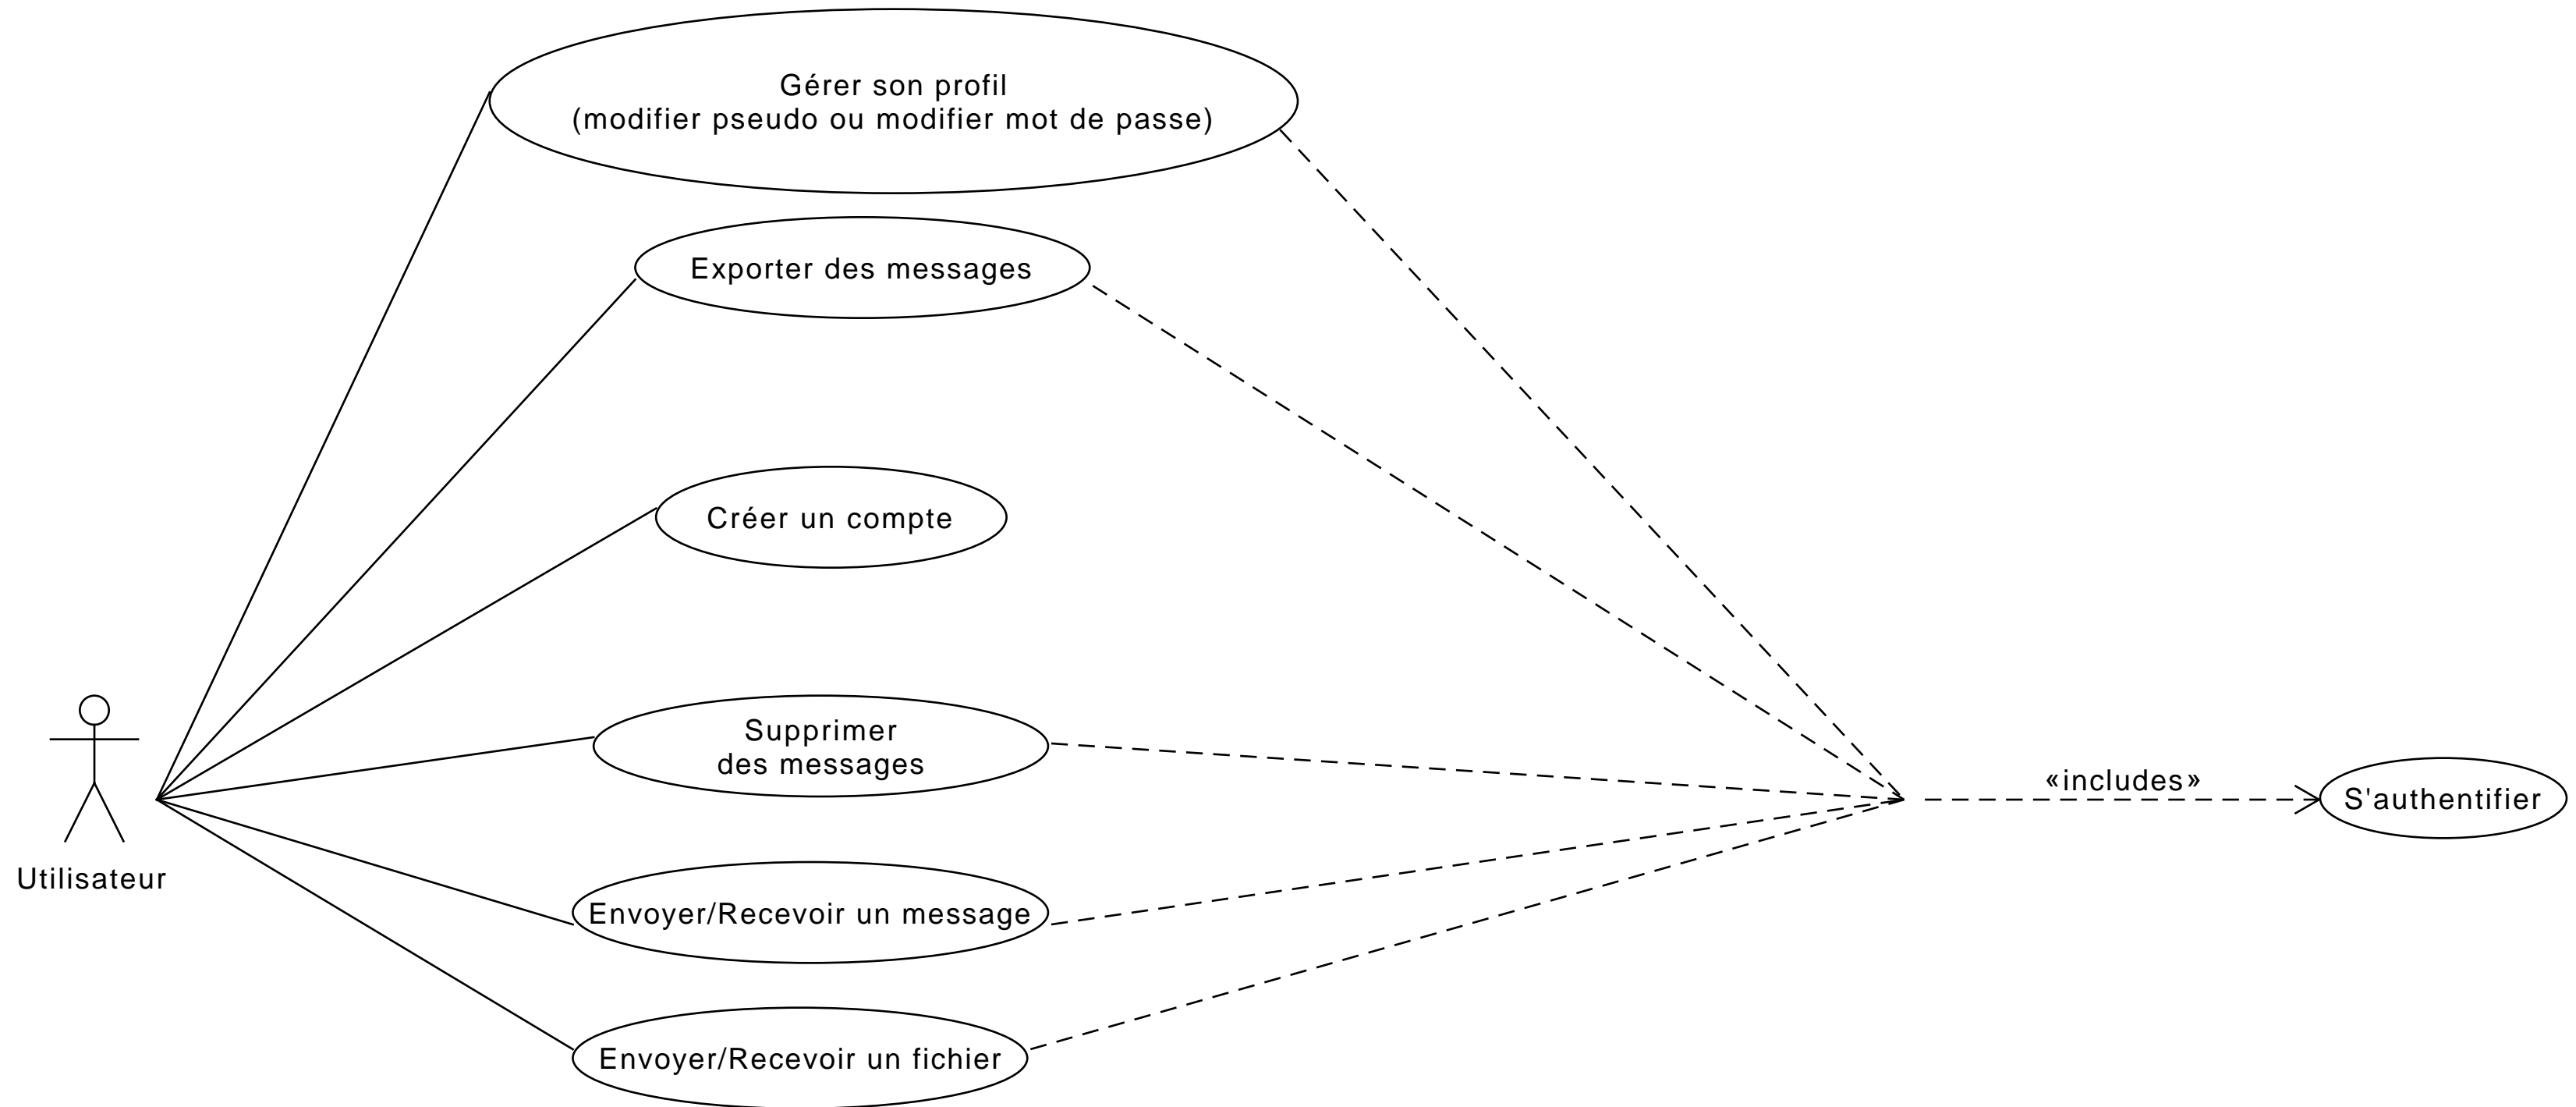 Gérer son profil
(modifier pseudo ou modifier mot de passe)
Exporter des messages
Créer un compte
Supprimer
des messages
«includes»
S'authentifier
Utilisateur
Envoyer/Recevoir un message
Envoyer/Recevoir un fichier